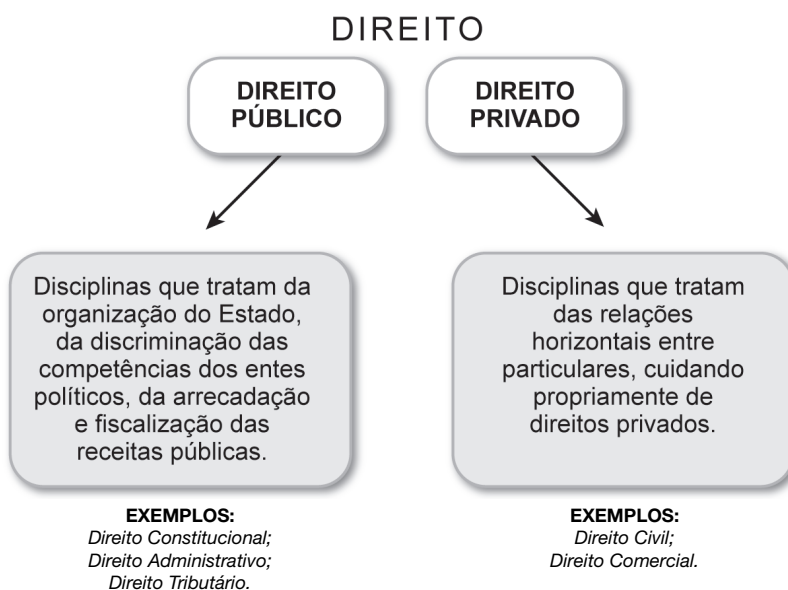 DIREITO
DIREITO
PÚBLICO
DIREITO
PRIVADO
Disciplinas que tratam da
organização do Estado,
da discriminação das
competências dos entes
políticos, da arrecadação
e fiscalização das
receitas públicas.
EXEMPLOS:
Direito Constitucional;
Direito Administrativo;
Direito Tributário.
Disciplinas que tratam
das relações
horizontais entre
particulares, cuidando
propriamente de
direitos privados.
EXEMPLOS:
Direito Civil;
Direito Comercial.